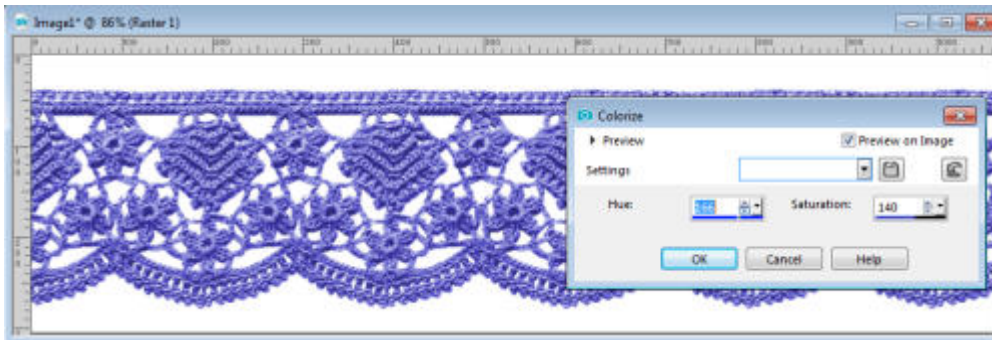 Image1* @ 86% (Raster 1)
Colorize
Preview
Preview on Image
Settings
Hue:
Saturation: 140
OK Cancel Help